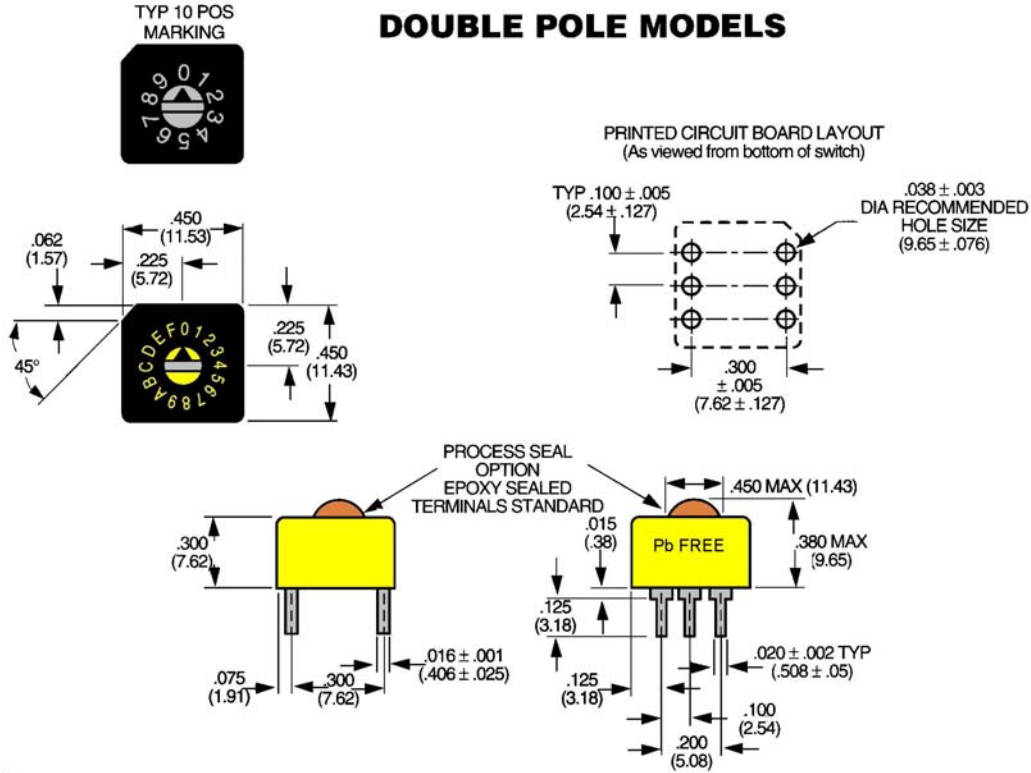 TYP 10 POS
MARKING
DOUBLE POLE MODELS
0 1 2 3 4 5 6 7 8 9
PRINTED CIRCUIT BOARD LAYOUT
(As viewed from bottom of switch)
TYP .100 ± .005
(2.54 ± .127)
.038 ± .003
DIA RECOMMENDED
HOLE SIZE
(9.65 ± .076)
.450
(11.53)
.062
(1.57)
.225
(5.72)
.225
(5.72)
.450
(11.43)
45°
0 1 2 3 4 5 6 7 8 9 A B C D E F
.300
± .005
(7.62 ± .127)
PROCESS SEAL
OPTION
EPOXY SEALED
TERMINALS STANDARD
.450 MAX (11.43)
.300
(7.62)
.015
(.38)
Pb FREE
.380 MAX
(9.65)
.125
(3.18)
.016 ± .001
(.406 ± .025)
.020 ± .002 TYP
(.508 ± .05)
.075
(1.91)
.300
(7.62)
.125
(3.18)
.100
(2.54)
.200
(5.08)